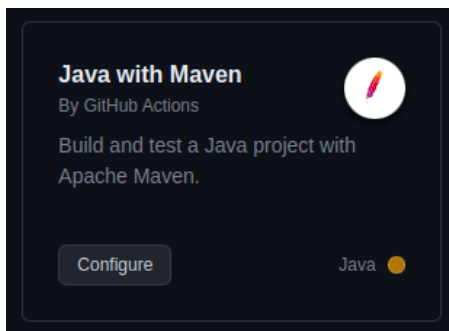 Java with Maven
By GitHub Actions
Build and test a Java project with
Apache Maven.
Configure
Java